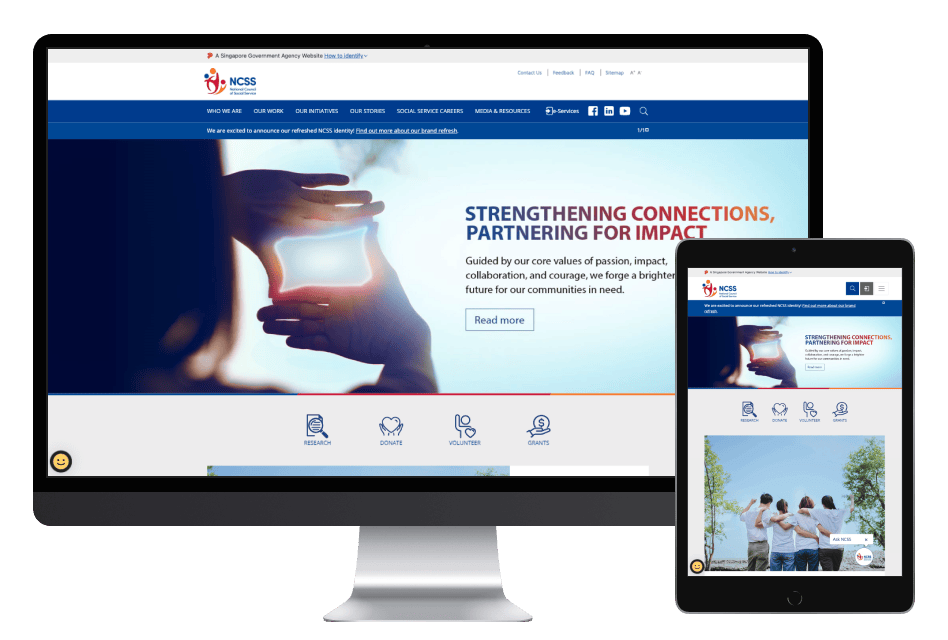 A Singapore Government Agency Website How to identify
NCSS
National Council
of Social Service
Contact Us | Feedback | FAQ | Sitemap A+ A-
WHO WE ARE OUR WORK OUR INITIATIVES OUR STORIES SOCIAL SERVICE CAREERS MEDIA & RESOURCES e-Services
We are excited to announce our refreshed NCSS identity! Find out more about our brand refresh.
1/1
STRENGTHENING CONNECTIONS,
PARTNERING FOR IMPACT
Guided by our core values of passion, impact,
collaboration, and courage, we forge a brighter
future for our communities in need.
Read more
RESEARCH DONATE VOLUNTEER GRANTS
A Singapore Government Agency Website How to identify
NCSS
National Council
of Social Service
We are excited to announce our refreshed NCSS identity! Find out more about our brand
refresh.
STRENGTHENING CONNECTIONS,
PARTNERING FOR IMPACT
Guided by our core values of passion, impact,
collaboration, and courage, we forge a brighter
future for our communities in need.
Read more
RESEARCH DONATE VOLUNTEER GRANTS
Ask NCSS
NCSS